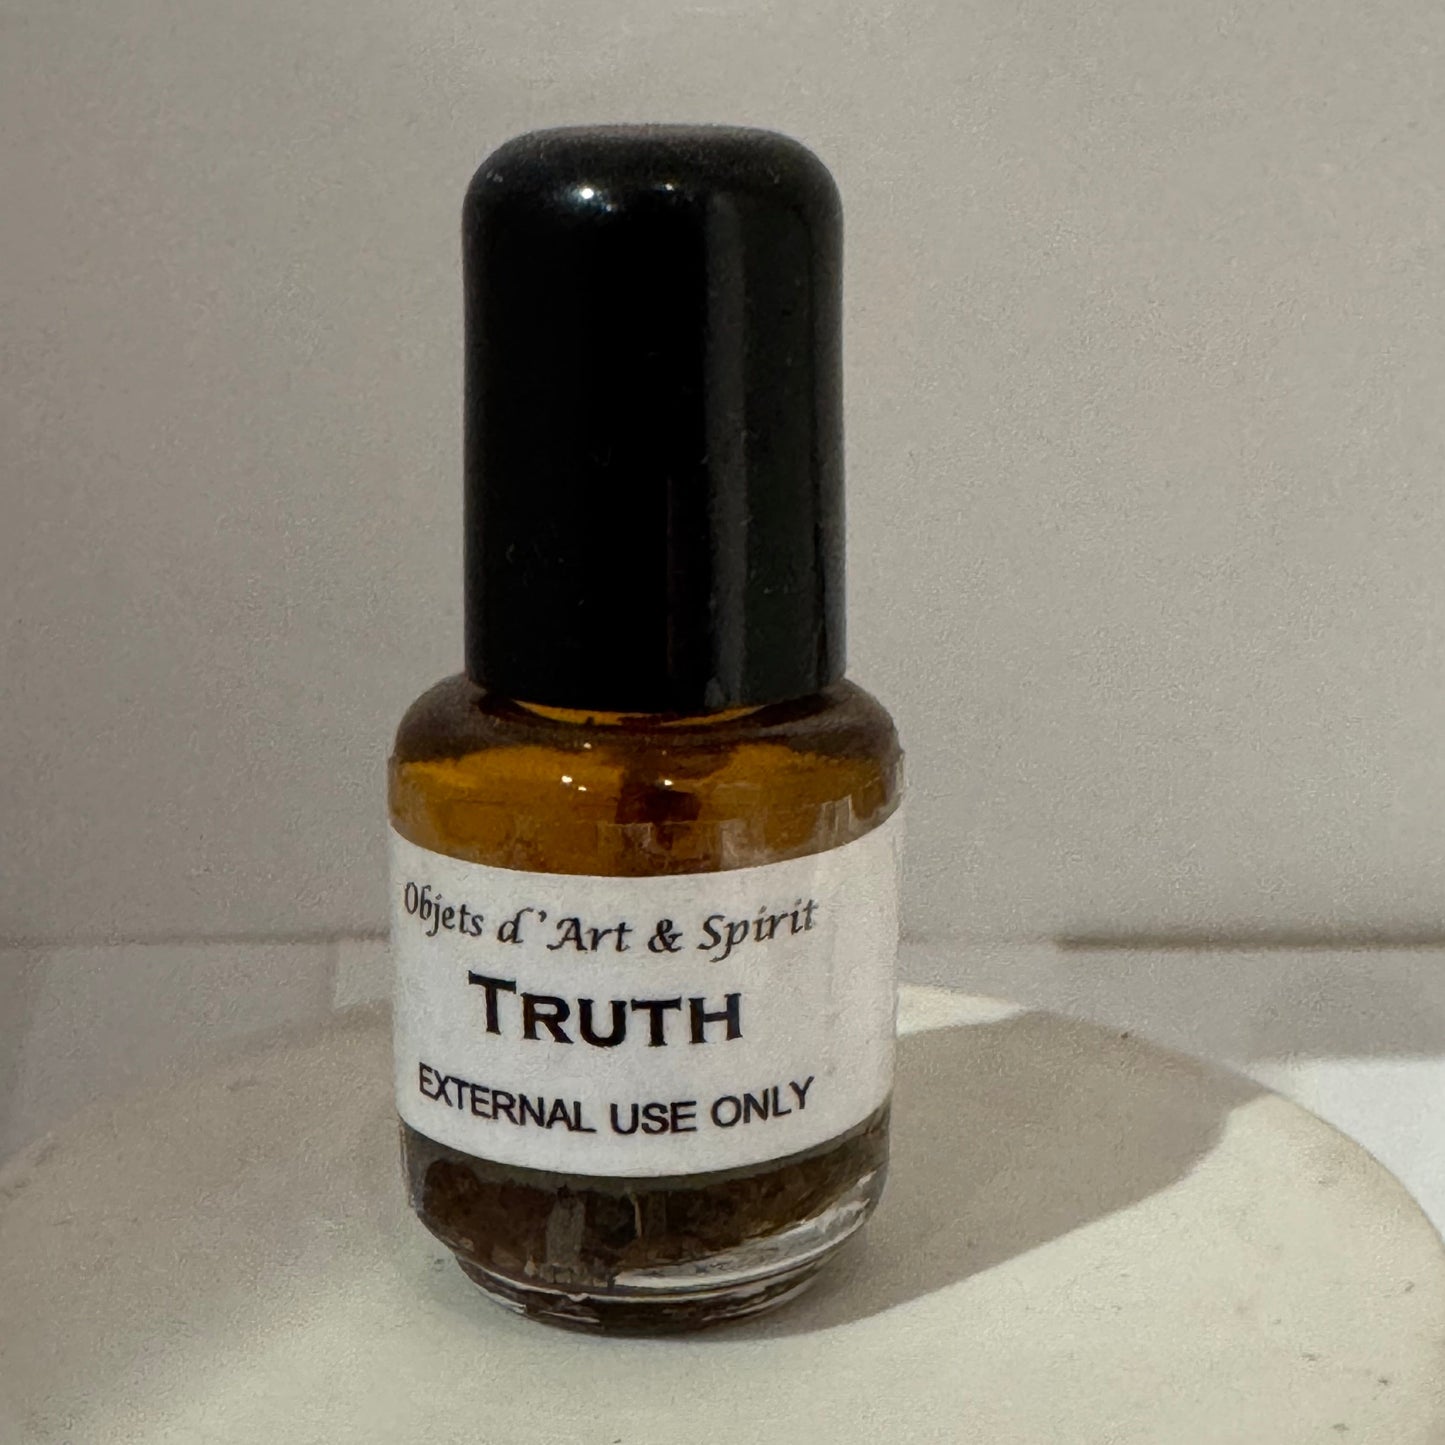 Objets d'Art & Spirit
TRUTH
EXTERNAL USE ONLY